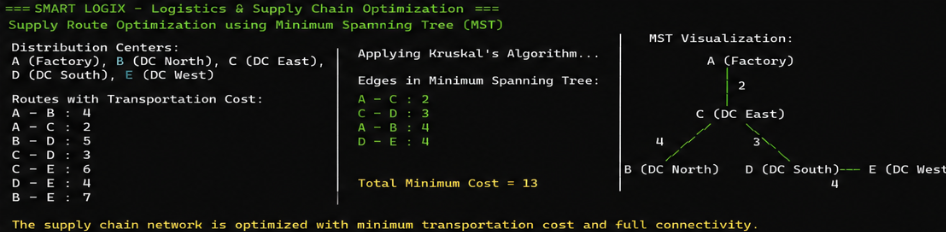 === SMART LOGIX - Logistics & Supply Chain Optimization ===
Supply Route Optimization using Minimum Spamning Tree (MST)
Distribution Centers:
A (Factory), B (DC North), C (DC East),
D (DC South), E (DC West)
Routes with Transportation Cost:
A - B : 4
A - C : 2
B - D : 5
C - D : 3
C - E : 6
D - E : 4
B - E : 7
Applying Kruskal's Algorithm...
Edges in Minimum Spanning Tree:
A - C : 2
C - D : 3
A - B : 4
D - E : 4
Total Minimum Cost = 13
MST Visualization:
A (Factory)
2
C (DC East)
4 3
B (DC North) D (DC South) E (DC West
4
The supply chain network is optimized with minimum transportation cost and full connectivity.